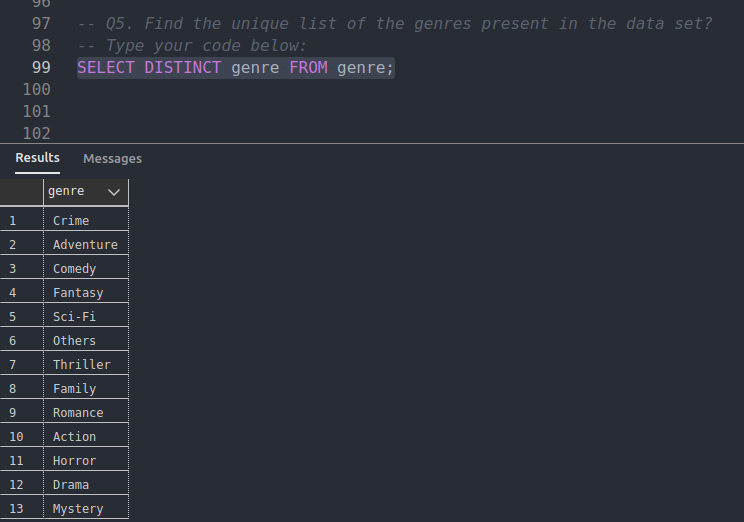 96
97 -- Q5. Find the unique list of the genres present in the data set?
98 -- Type your code below:
99 SELECT DISTINCT genre FROM genre;
100
101
102
Results Messages
genre
1 Crime
2 Adventure
3 Comedy
4 Fantasy
5 Sci-Fi
6 Others
7 Thriller
8 Family
9 Romance
10 Action
11 Horror
12 Drama
13 Mystery